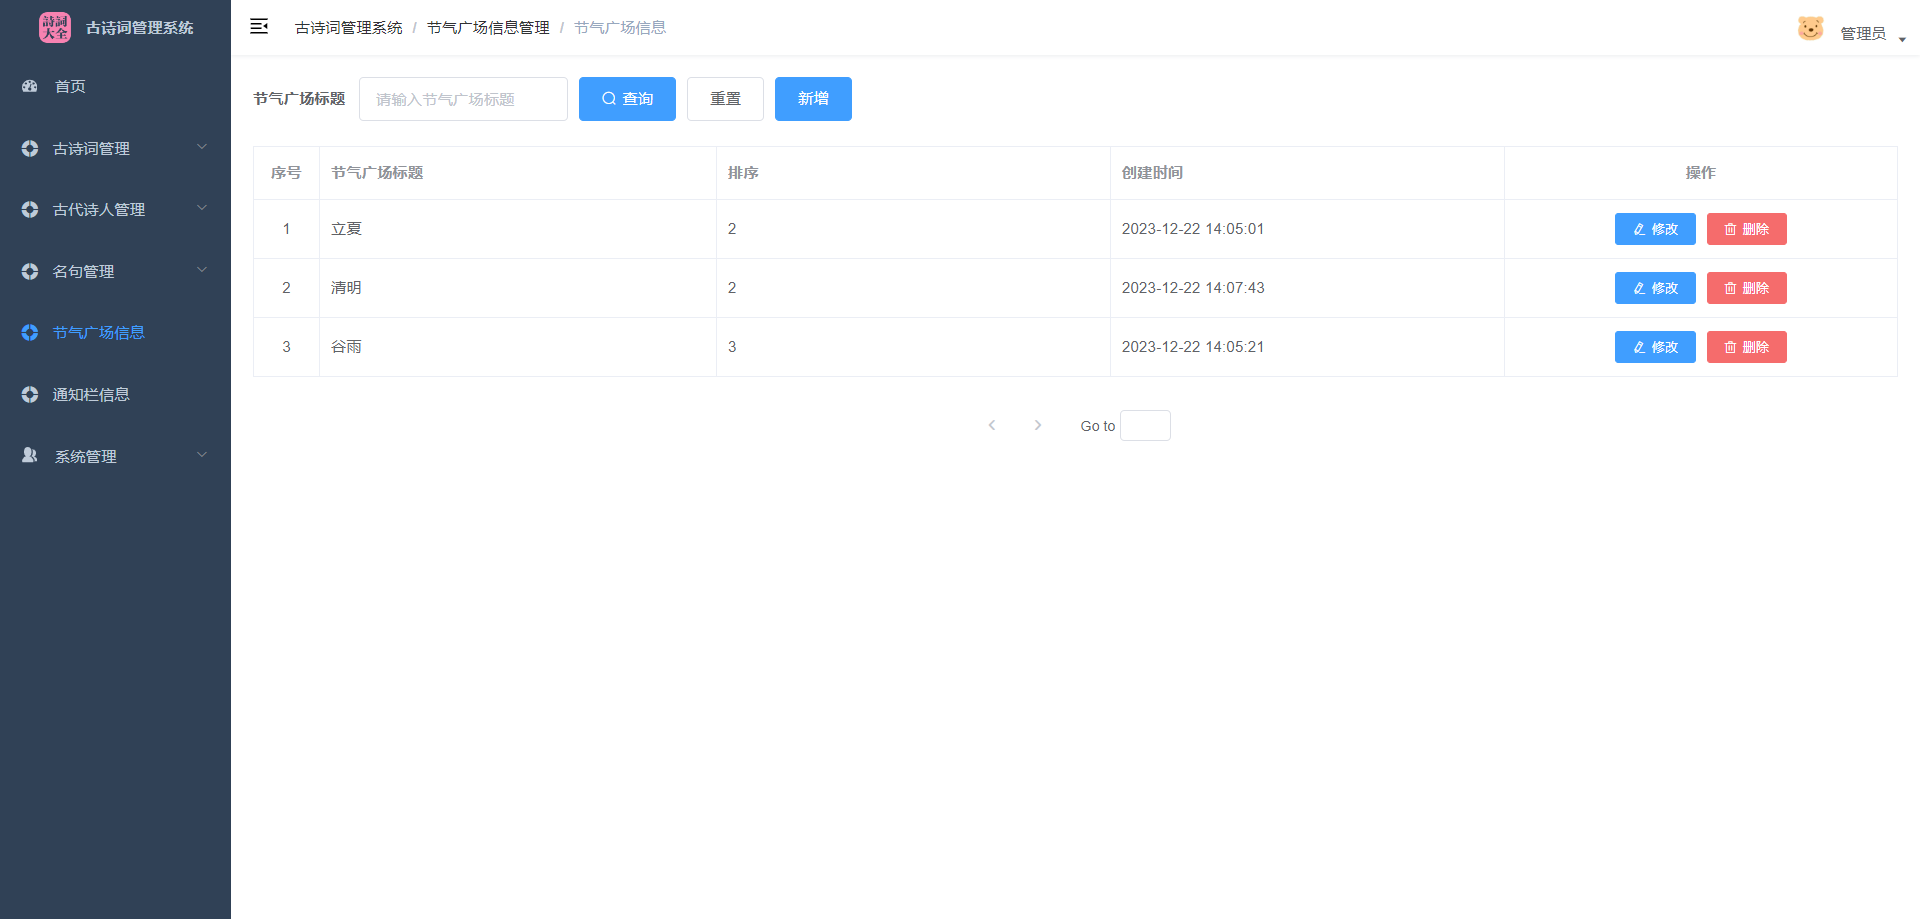 詩詞
大全
古诗词管理系统
首页
古诗词管理
古代诗人管理
名句管理
节气广场信息
通知栏信息
系统管理
古诗词管理系统 / 节气广场信息管理 / 节气广场信息
管理员
节气广场标题 请输入节气广场标题 查询 重置 新增
序号 节气广场标题 排序 创建时间 操作
1 立夏 2 2023-12-22 14:05:01 修改 删除
2 清明 2 2023-12-22 14:07:43 修改 删除
3 谷雨 3 2023-12-22 14:05:21 修改 删除
Go to